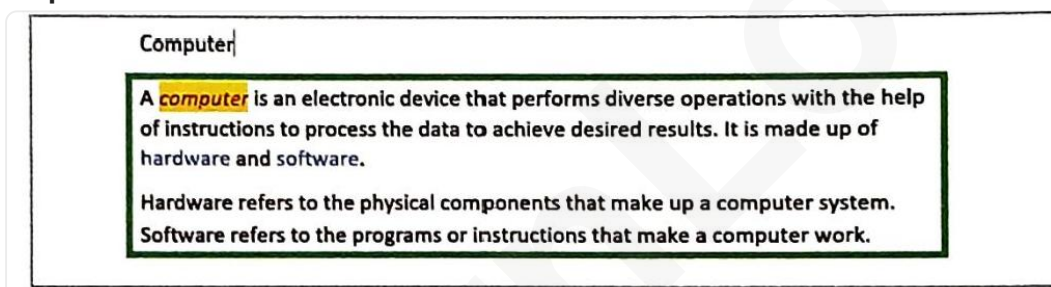 Computer
A computer is an electronic device that performs diverse operations with the help
of instructions to process the data to achieve desired results. It is made up of
hardware and software.
Hardware refers to the physical components that make up a computer system.
Software refers to the programs or instructions that make a computer work.